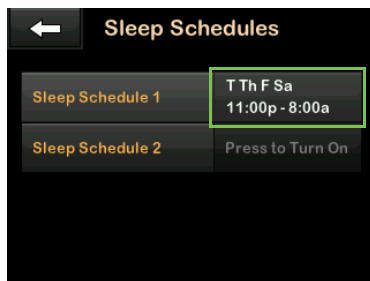 Sleep Schedules
Sleep Schedule 1
T Th F Sa
11:00p - 8:00a
Sleep Schedule 2
Press to Turn On